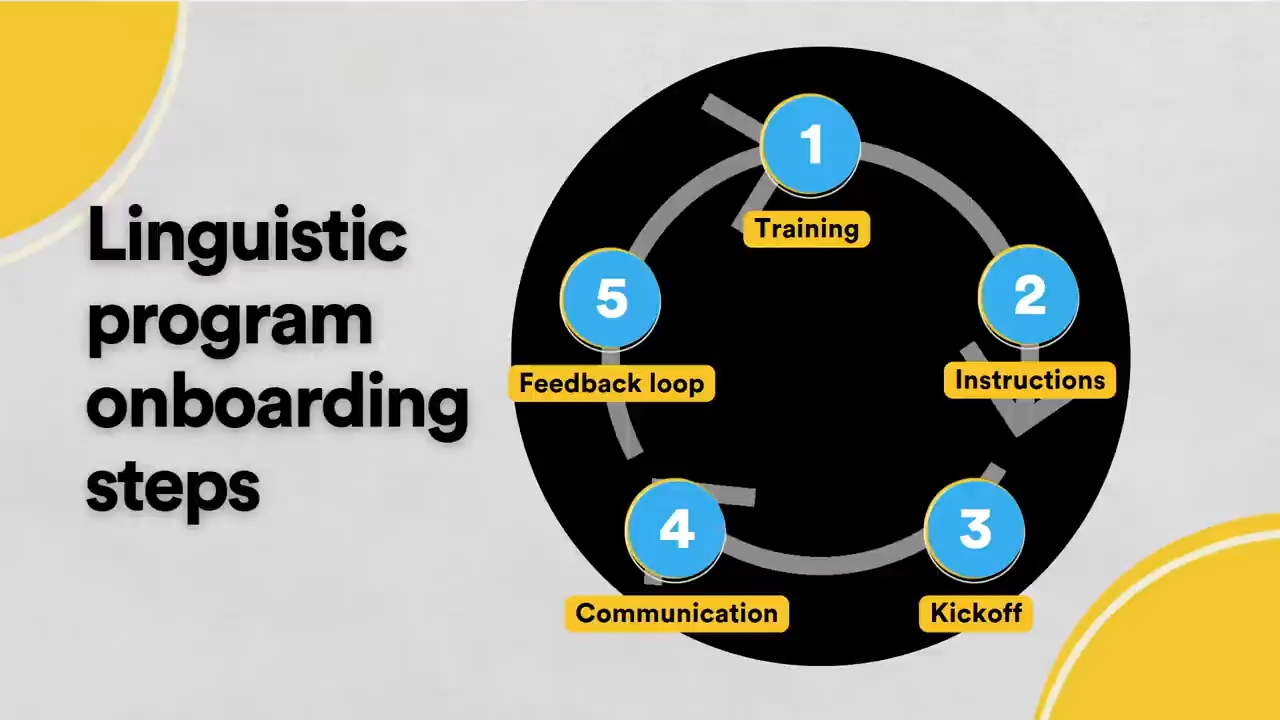 Linguistic
program
onboarding
steps
1
Training
2
Instructions
3
Kickoff
4
Communication
5
Feedback loop